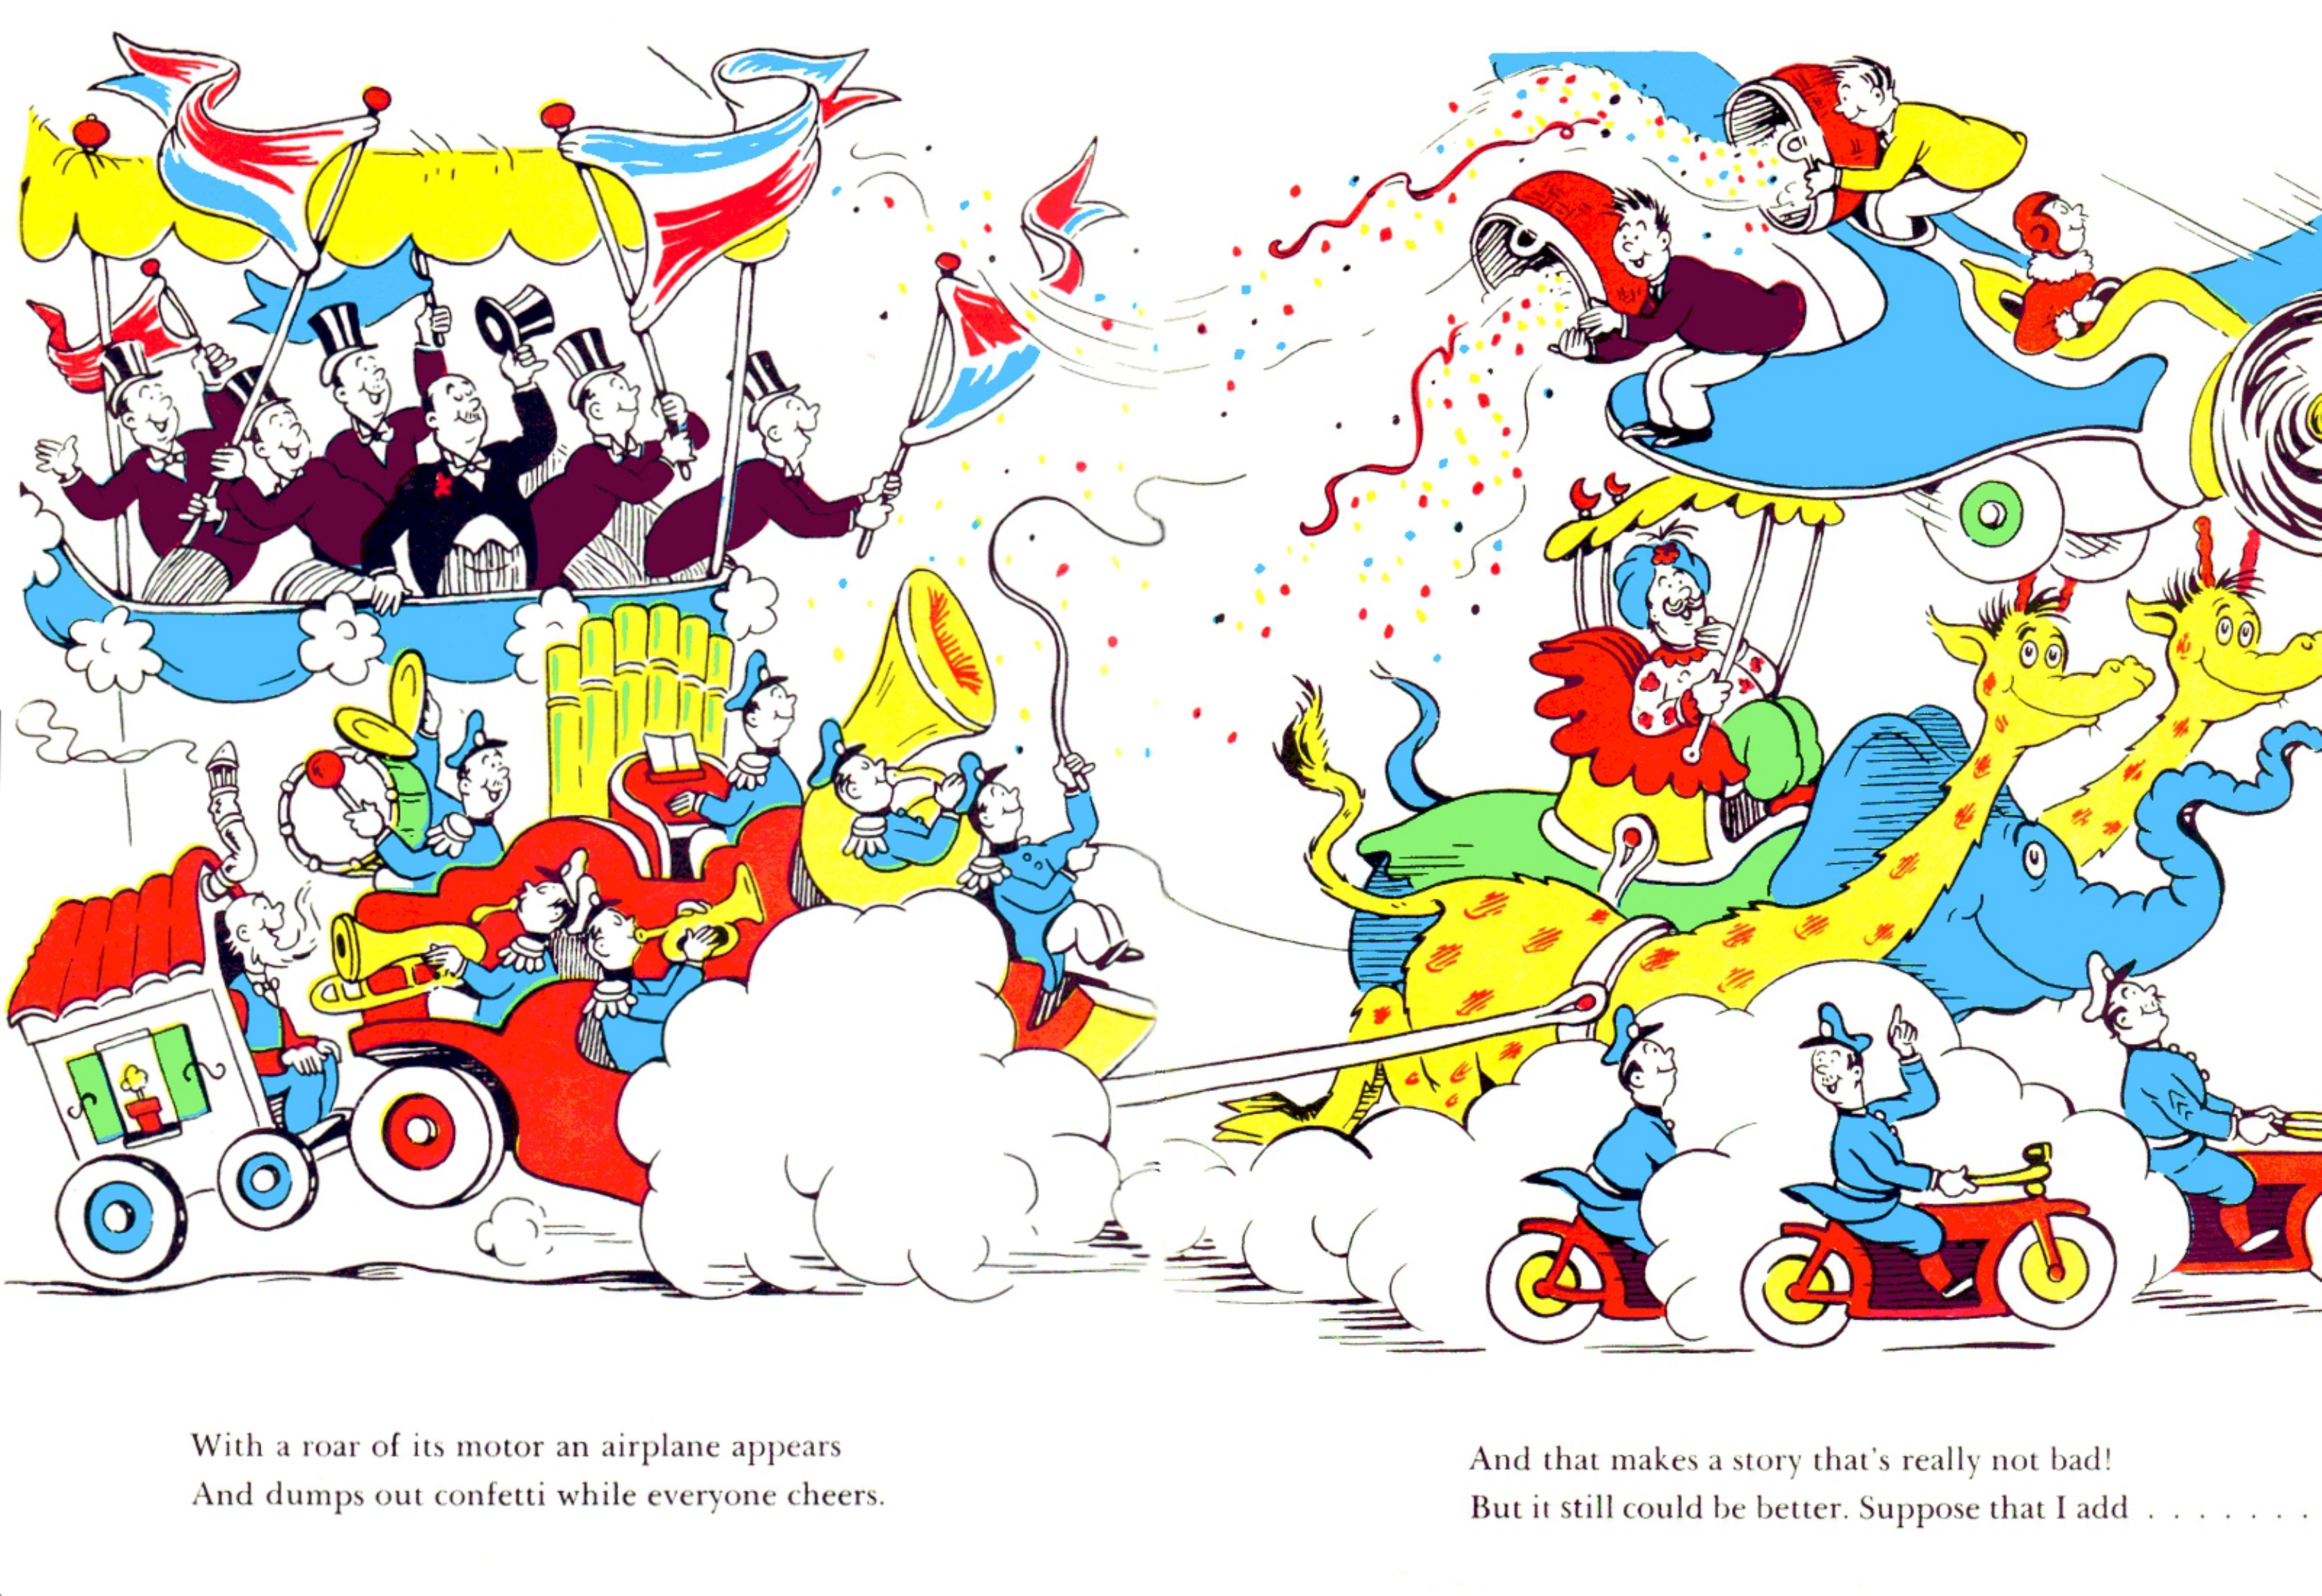 With a roar of its motor an airplane appears
And dumps out confetti while everyone cheers.
And that makes a story that's really not bad!
But it still could be better. Suppose that I add . . . . . . .